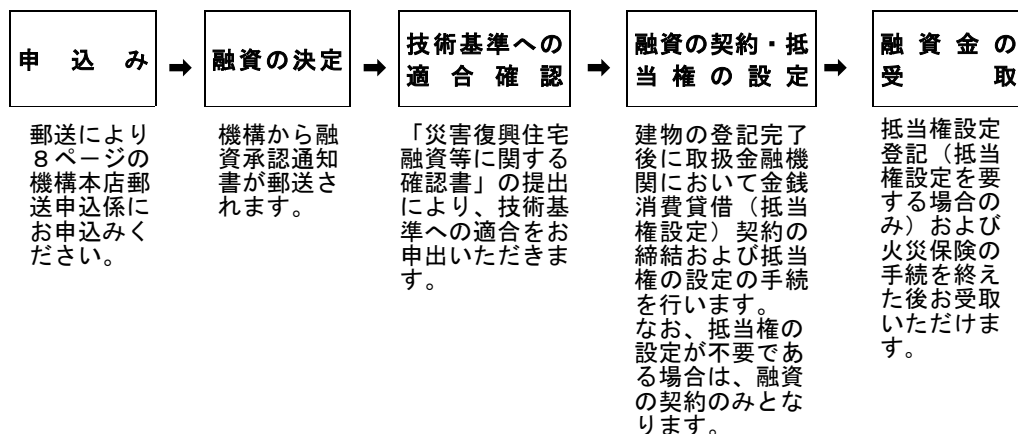 申込み
郵送により
８ページの
機構本店郵
送申込係に
お申込みく
ださい。
➡
融資の決定
機構から融
資承認通知
書が郵送さ
れます。
➡
技術基準への
適合確認
「災害復興住宅
融資等に関する
確認書」の提出
により、技術基
準への適合をお
申出いただきま
す。
➡
融資の契約・抵
当権の設定
建物の登記完了
後に取扱金融機
関において金銭
消費貸借（抵当
権設定）契約の
締結および抵当
権の設定の手続
を行います。
なお、抵当権の
設定が不要であ
る場合は、融資
の契約のみとな
ります。
➡
融資金の
受取
抵当権設定
登記（抵当
権設定を要
する場合の
み）および
火災保険の
手続を終え
た後お受取
いただけま
す。